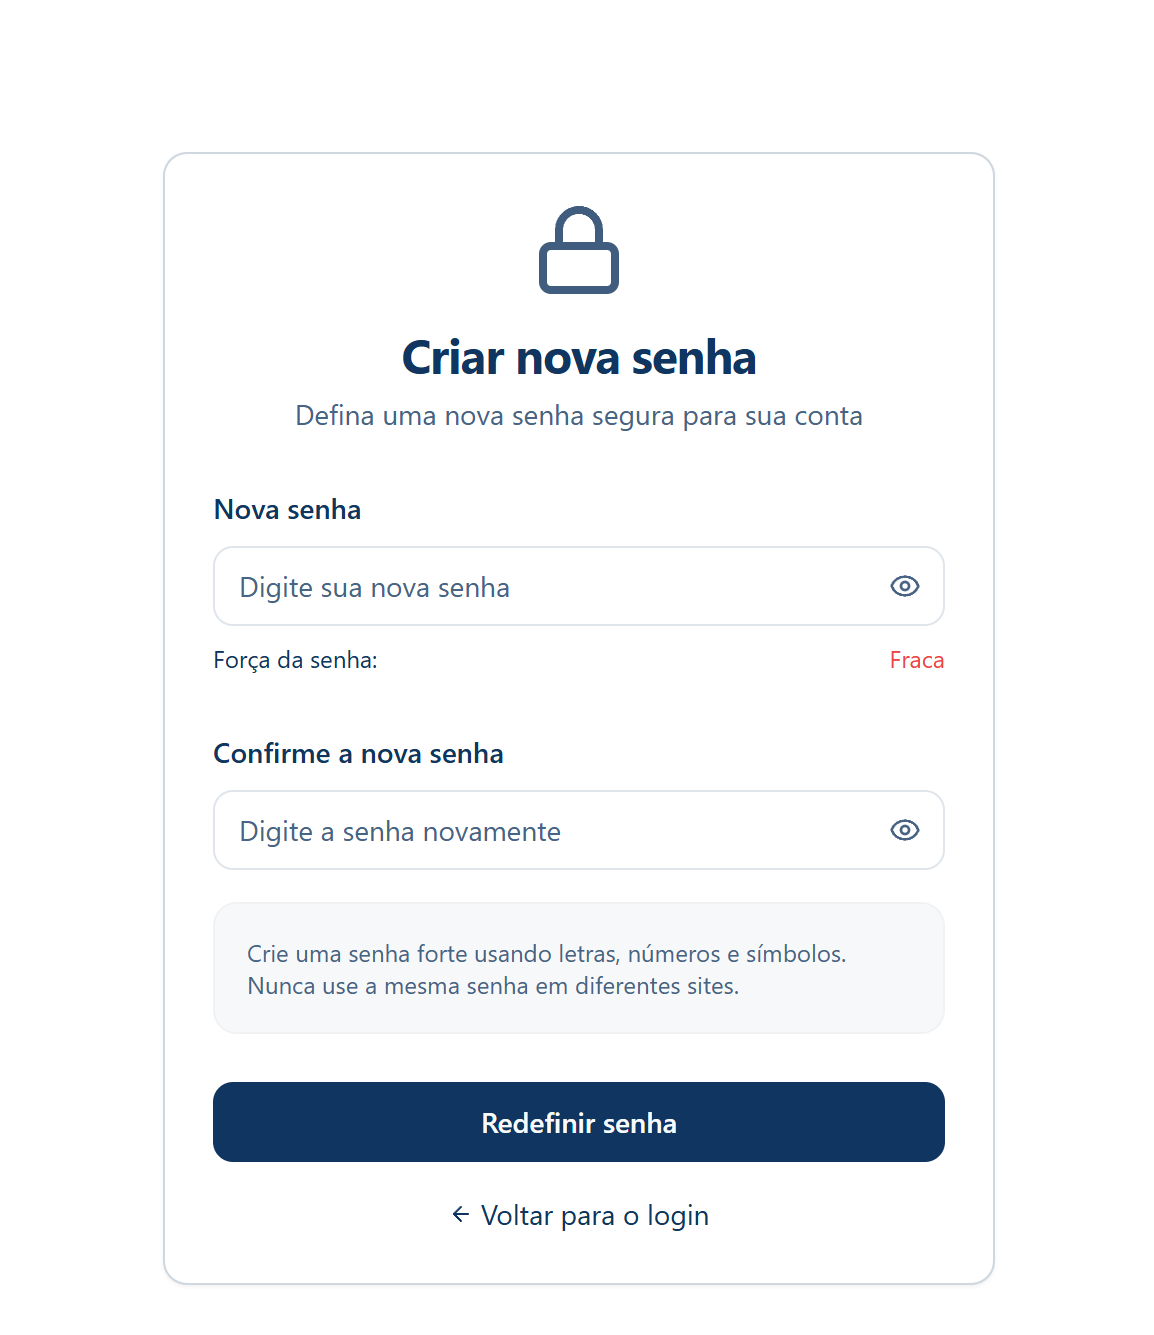 Criar nova senha
Defina uma nova senha segura para sua conta
Nova senha
Digite sua nova senha
Força da senha: Fraca
Confirme a nova senha
Digite a senha novamente
Crie uma senha forte usando letras, números e símbolos.
Nunca use a mesma senha em diferentes sites.
Redefinir senha
Voltar para o login